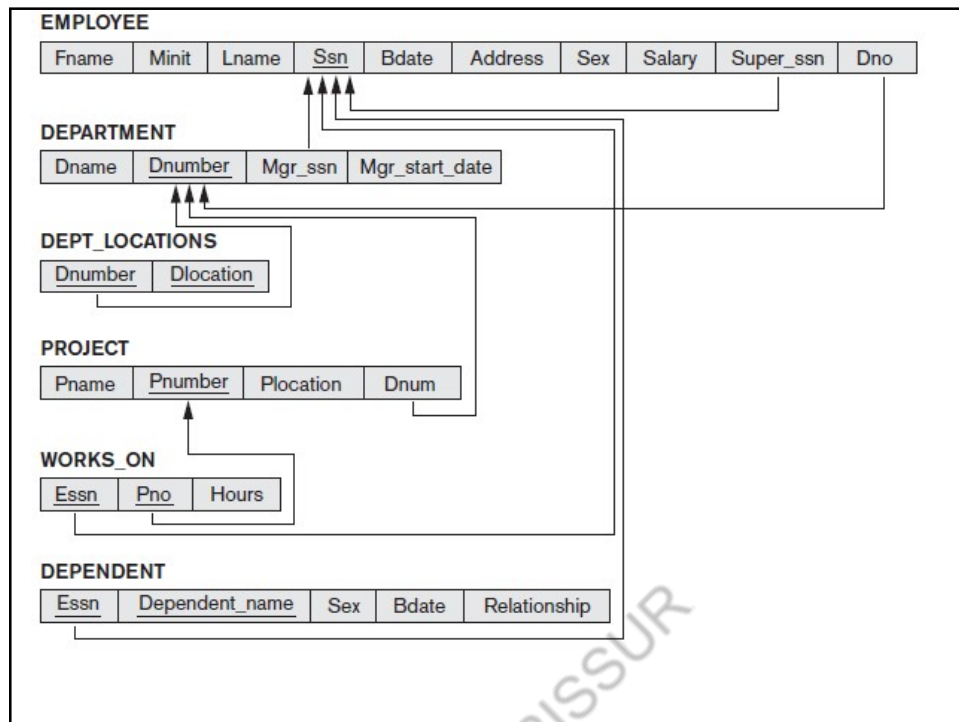 EMPLOYEE
Fname Minit Lname Ssn Bdate Address Sex Salary Super_ssn Dno
DEPARTMENT
Dname Dnumber Mgr_ssn Mgr_start_date
DEPT_LOCATIONS
Dnumber Dlocation
PROJECT
Pname Pnumber Plocation Dnum
WORKS_ON
Essn Pno Hours
DEPENDENT
Essn Dependent_name Sex Bdate Relationship